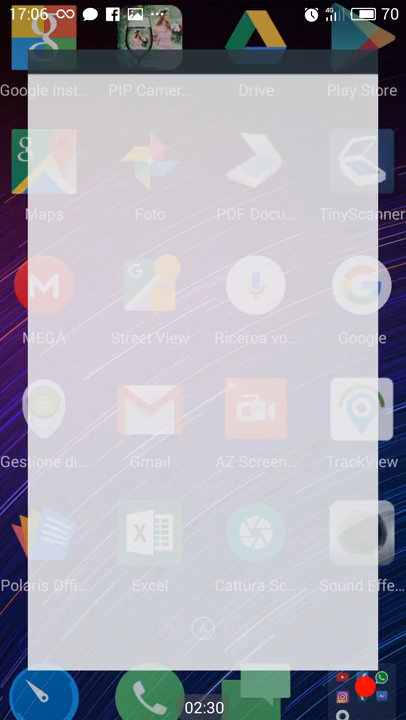 17:06 4G 70
Google Inst... PIP Camer... Drive Play Store
Maps Foto PDF Docu... TinyScanner
MEGA Street View Ricerca vo... Google
Gestione di... Gmail AZ Screen... TrackView
Polaris Offi... Excel Cattura Sc... Sound Effe...
A
02:30